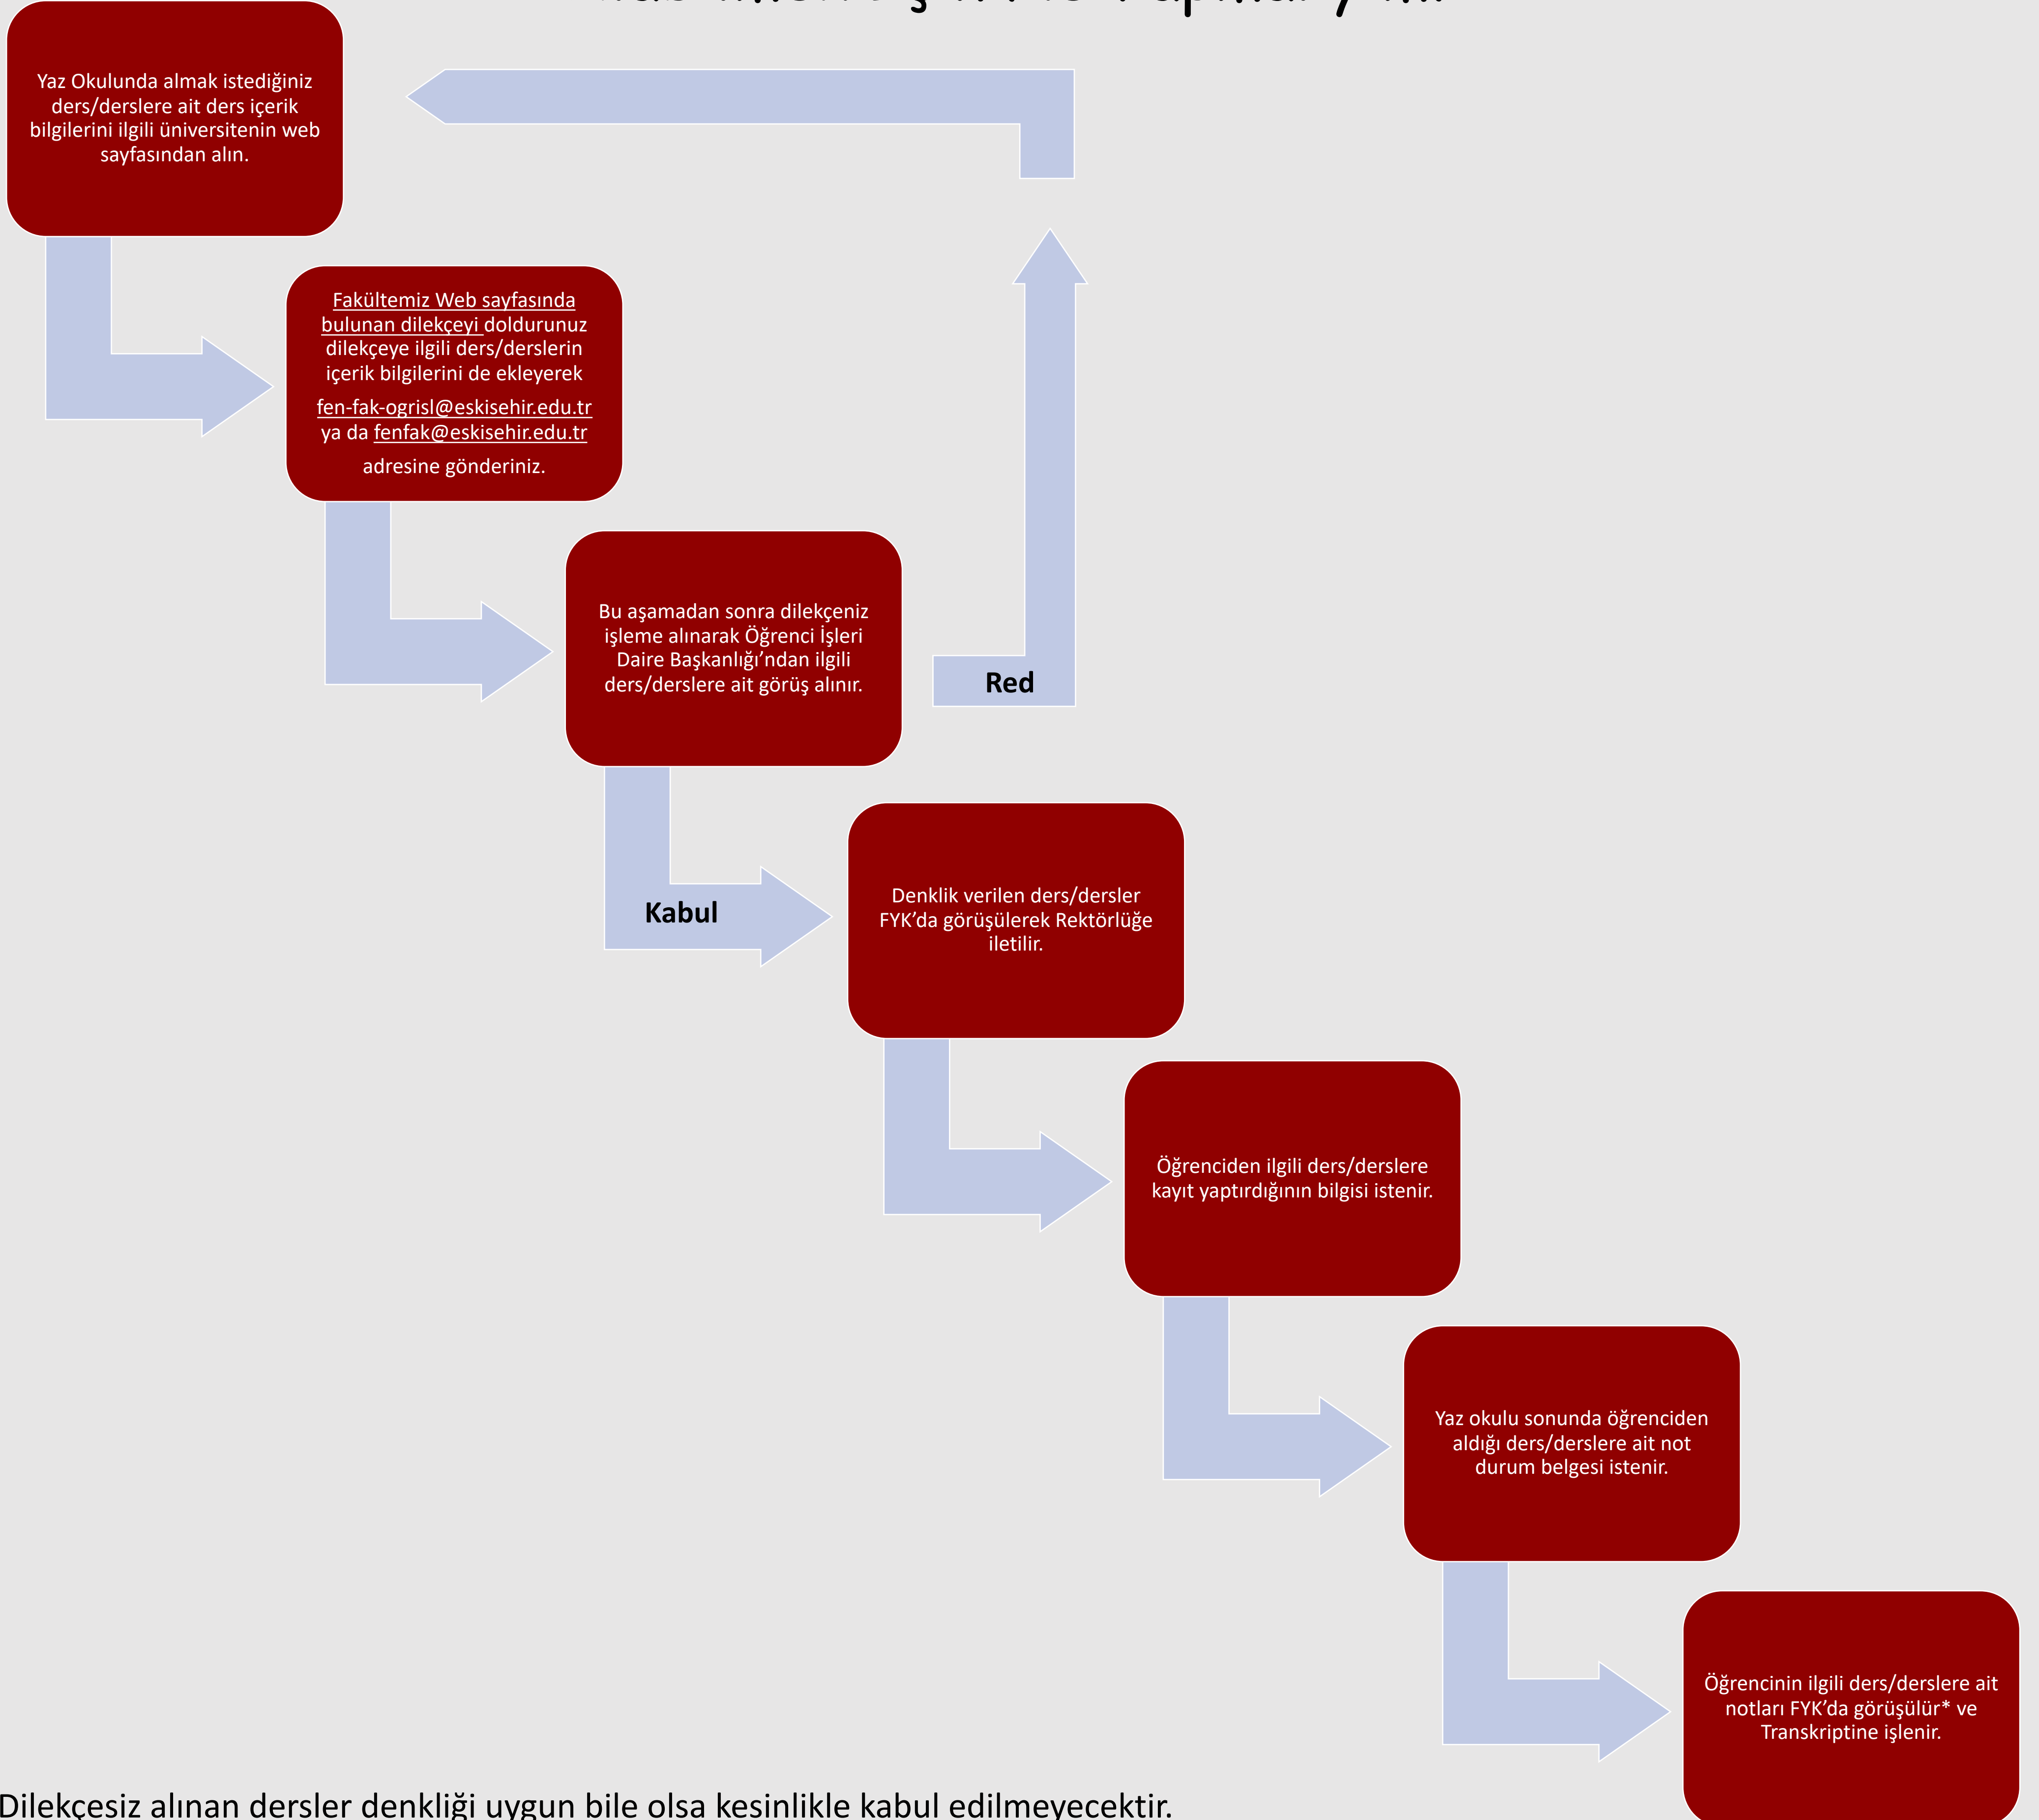 Yaz Okulunda almak istediğiniz
ders/derslere ait ders içerik
bilgilerini ilgili üniversitenin web
sayfasından alın.
Fakültemiz Web sayfasında
bulunan dilekçeyi doldurunuz
dilekçeye ilgili ders/derslerin
içerik bilgilerini de ekleyerek
fen-fak-ogrisl@eskisehir.edu.tr
ya da fenfak@eskisehir.edu.tr
adresine gönderiniz.
Bu aşamadan sonra dilekçeniz
işleme alınarak Öğrenci İşleri
Daire Başkanlığı’ndan ilgili
ders/derslere ait görüş alınır.
Red
Kabul
Denklik verilen ders/dersler
FYK’da görüşülerek Rektörlüğe
iletilir.
Öğrenciden ilgili ders/derslere
kayıt yaptırdığının bilgisi istenir.
Yaz okulu sonunda öğrenciden
aldığı ders/derslere ait not
durum belgesi istenir.
Öğrencinin ilgili ders/derslere ait
notları FYK’da görüşülür* ve
Transkriptine işlenir.
Dilekçesiz alınan dersler denkliği uygun bile olsa kesinlikle kabul edilmeyecektir.